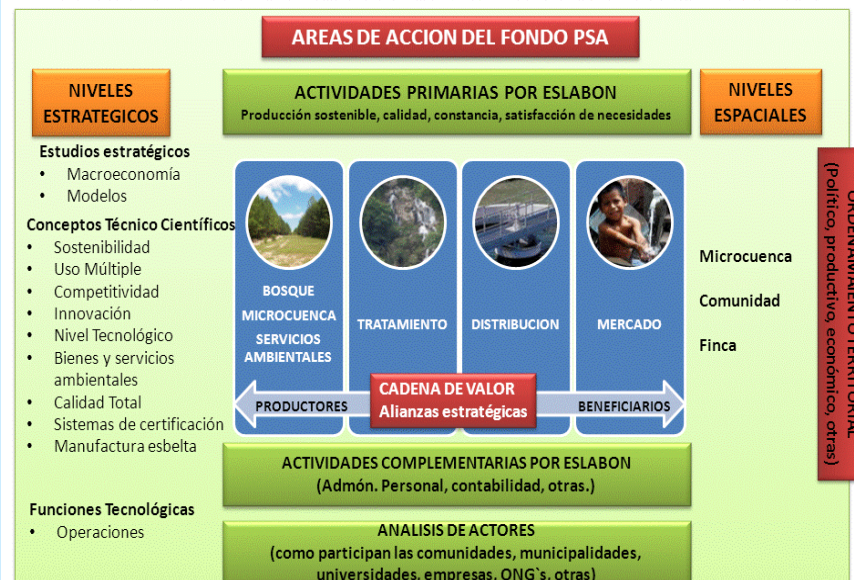 AREAS DE ACCION DEL FONDO PSA
NIVELES
ESTRATEGICOS
ACTIVIDADES PRIMARIAS POR ESLABON
Producción sostenible, calidad, constancia, satisfacción de necesidades
NIVELES
ESPACIALES
Estudios estratégicos
• Macroeconomía
• Modelos
Conceptos Técnico Científicos
• Sostenibilidad
• Uso Múltiple
• Competitividad
• Innovación
• Nivel Tecnológico
• Bienes y servicios
ambientales
• Calidad Total
• Sistemas de certificación
• Manufactura esbelta
Funciones Tecnológicas
• Operaciones
BOSQUE
MICROCUENCA
SERVICIOS
AMBIENTALES
TRATAMIENTO
DISTRIBUCION
MERCADO
PRODUCTORES
CADENA DE VALOR
Alianzas estratégicas
BENEFICIARIOS
ACTIVIDADES COMPLEMENTARIAS POR ESLABON
(Admón. Personal, contabilidad, otras.)
ANALISIS DE ACTORES
(como participan las comunidades, municipalidades,
universidades, empresas, ONG`s, otras)
Microcuenca
Comunidad
Finca
ORDENAMIAENTO TERRITORIAL
(Político, productivo, económico, otras)